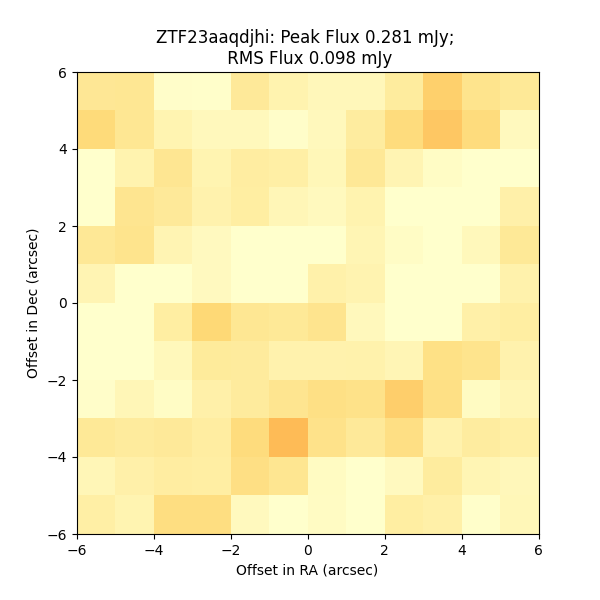 ZTF23aaqdjhi: Peak Flux 0.281 mJy;
RMS Flux 0.098 mJy
6
4
2
0
−2
−4
−6
Offset in Dec (arcsec)
−6 −4 −2 0 2 4 6
Offset in RA (arcsec)